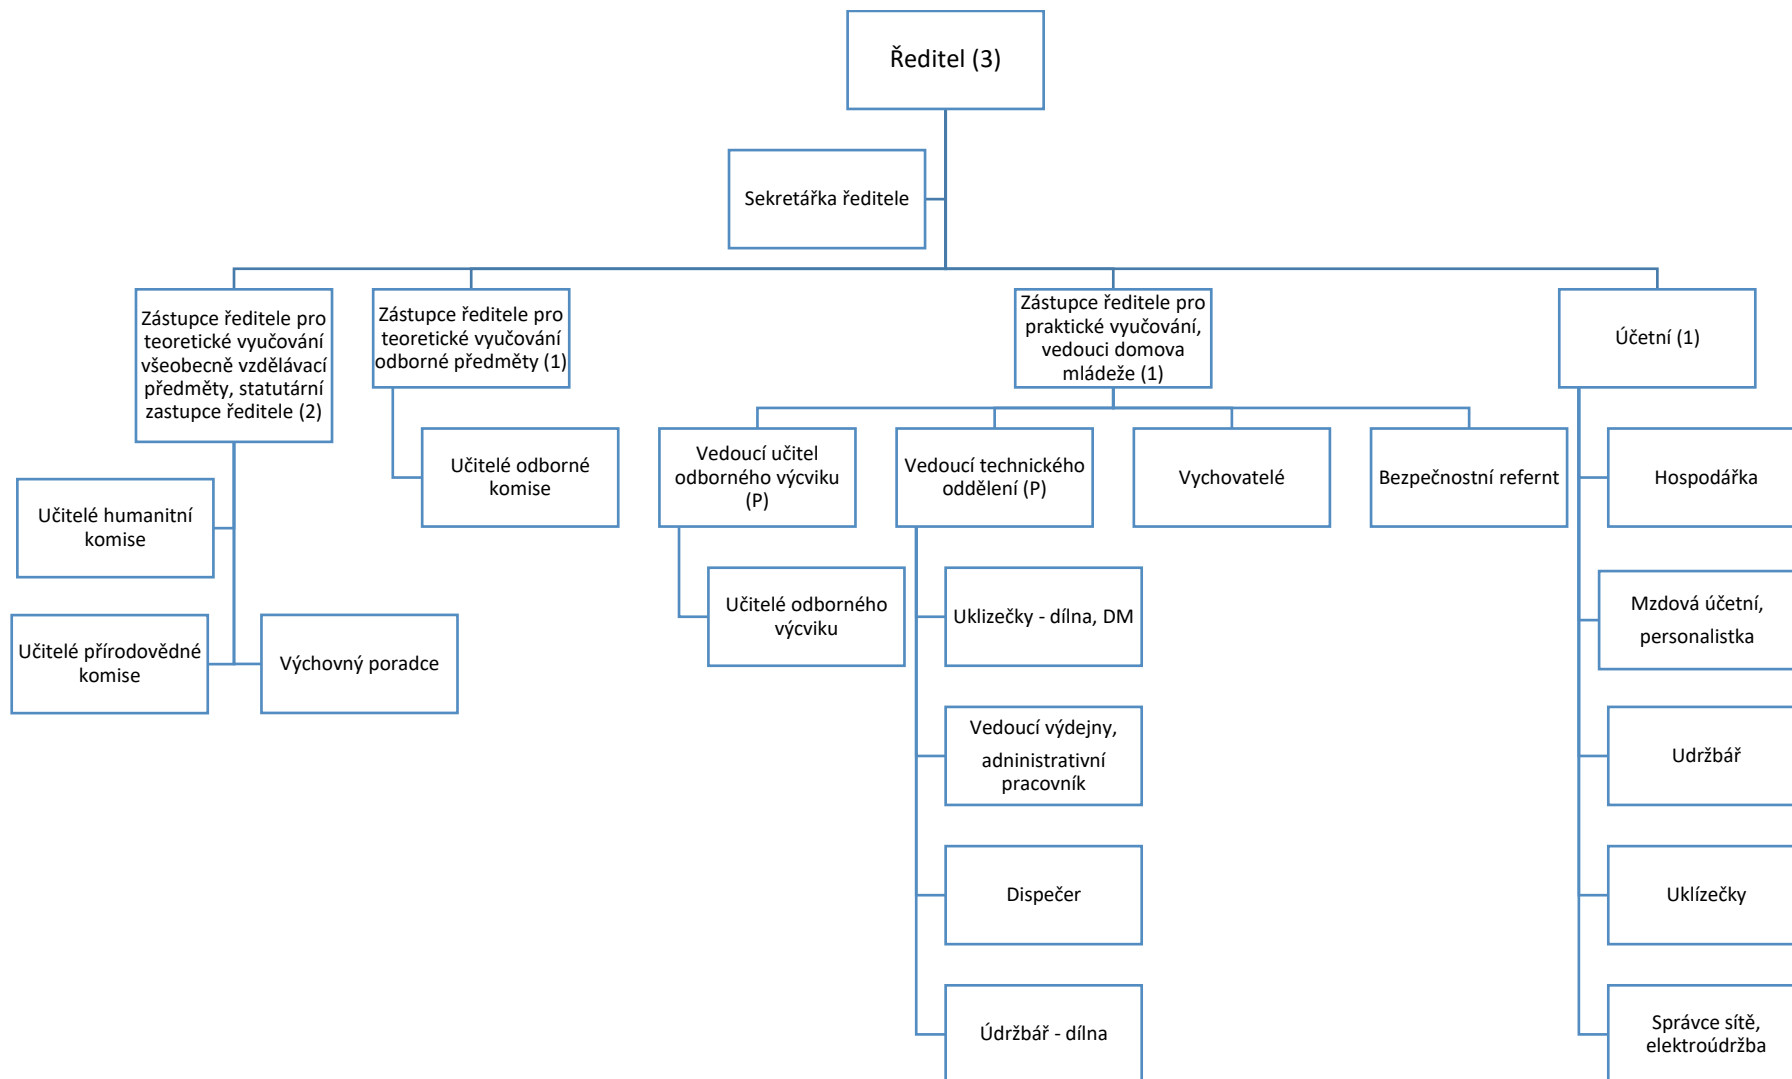 Ředitel (3)
Sekretářka ředitele
Zástupce ředitele pro
teoretické vyučování
všeobecně vzdělávací
předměty, statutární
zastupce ředitele (2)
Učitelé humanitní
komise
Učitelé přírodovědné
komise
Výchovný poradce
Zástupce ředitele pro
teoretické vyučování
odborné předměty (1)
Učitelé odborné
komise
Zástupce ředitele pro
praktické vyučování,
vedouci domova
mládeže (1)
Vedoucí učitel
odborného výcviku
(P)
Učitelé odborného
výcviku
Vedoucí technického
oddělení (P)
Uklizečky - dílna, DM
Vedoucí výdejny,
adninistrativní
pracovník
Dispečer
Údržbář - dílna
Vychovatelé
Bezpečnostní refernt
Účetní (1)
Hospodářka
Mzdová účetní,
personalistka
Udržbář
Uklízečky
Správce sítě,
elektroúdržba